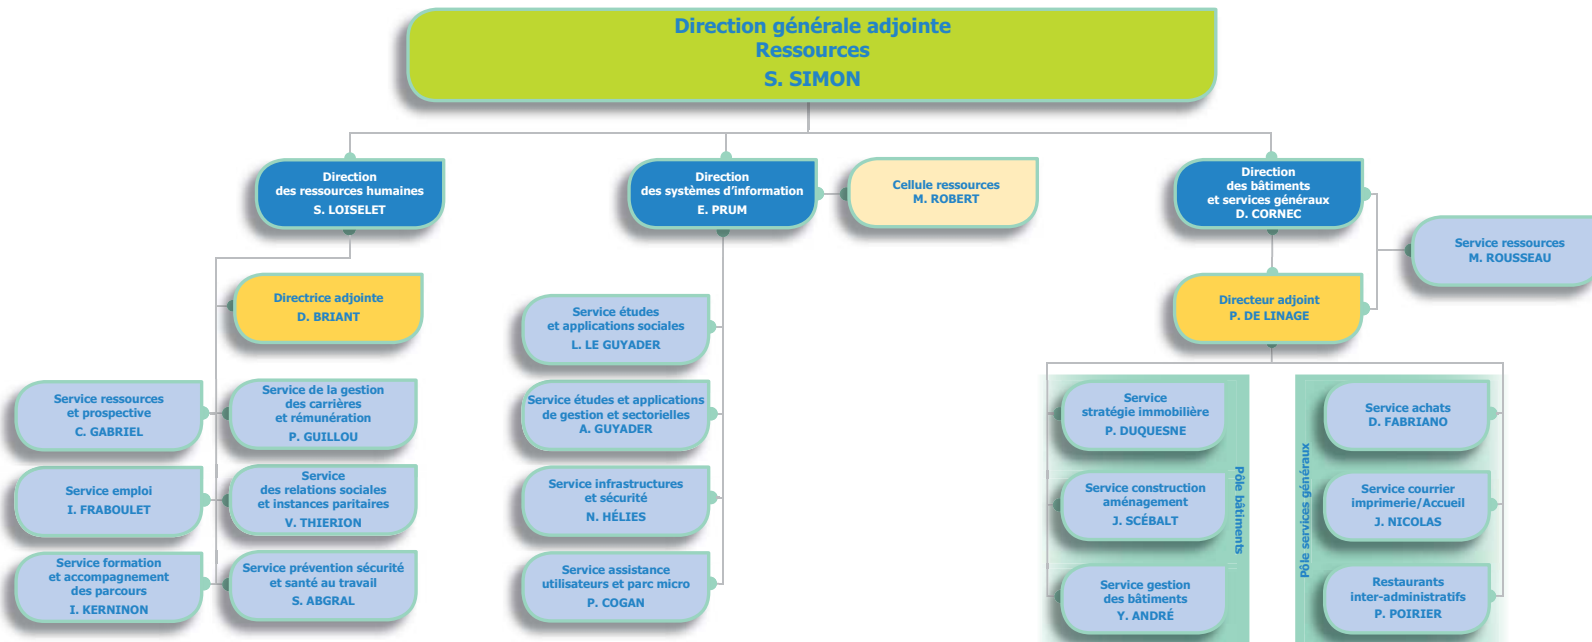 Direction générale adjointe
Ressources
S. SIMON
Direction
des ressources humaines
S. LOISELET
Direction
des systèmes d'information
E. PRUM
Cellule ressources
M. ROBERT
Direction
des bâtiments
et services généraux
D. CORNEC
Service ressources
M. ROUSSEAU
Directrice adjointe
D. BRIANT
Directeur adjoint
P. DE LINAGE
Service ressources
et prospective
C. GABRIEL
Service de la gestion
des carrières
et rémunération
P. GUILLOU
Service emploi
I. FRABOULET
Service
des relations sociales
et instances paritaires
V. THIERION
Service formation
et accompagnement
des parcours
I. KERNINON
Service prévention sécurité
et santé au travail
S. ABGRAL
Service études
et applications sociales
L. LE GUYADER
Service études et applications
de gestion et sectorielles
A. GUYADER
Service infrastructures
et sécurité
N. HÉLIES
Service assistance
utilisateurs et parc micro
P. COGAN
Service
stratégie immobilière
P. DUQUESNE
Service construction
aménagement
J. SCÉBALT
Service gestion
des bâtiments
Y. ANDRÉ
Pôle bâtiments
Pôle services généraux
Service achats
D. FABRIANO
Service courrier
imprimerie/Accueil
J. NICOLAS
Restaurants
inter-administratifs
P. POIRIER